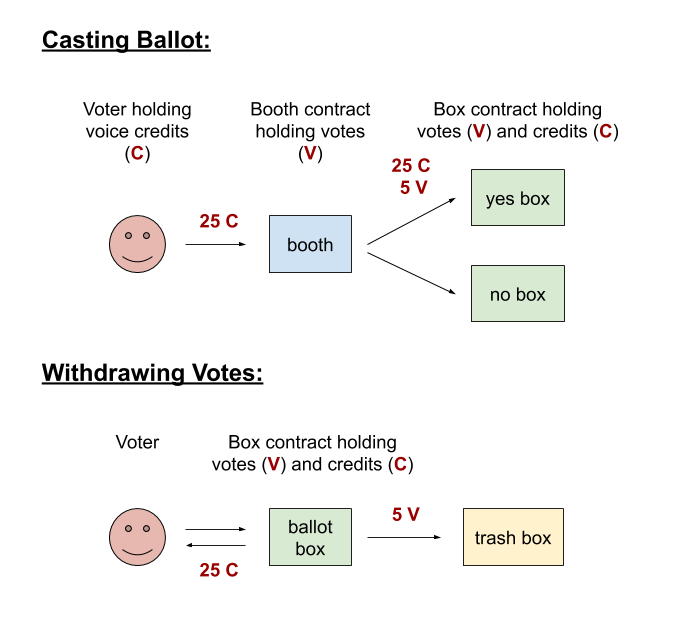 Casting Ballot:
Voter holding
voice credits
(C)
Booth contract
holding votes
(V)
Box contract holding
votes (V) and credits (C)
25 C
5 V
25 C
booth
yes box
no box
Withdrawing Votes:
Voter
Box contract holding
votes (V) and credits (C)
ballot
box
5 V
trash box
25 C